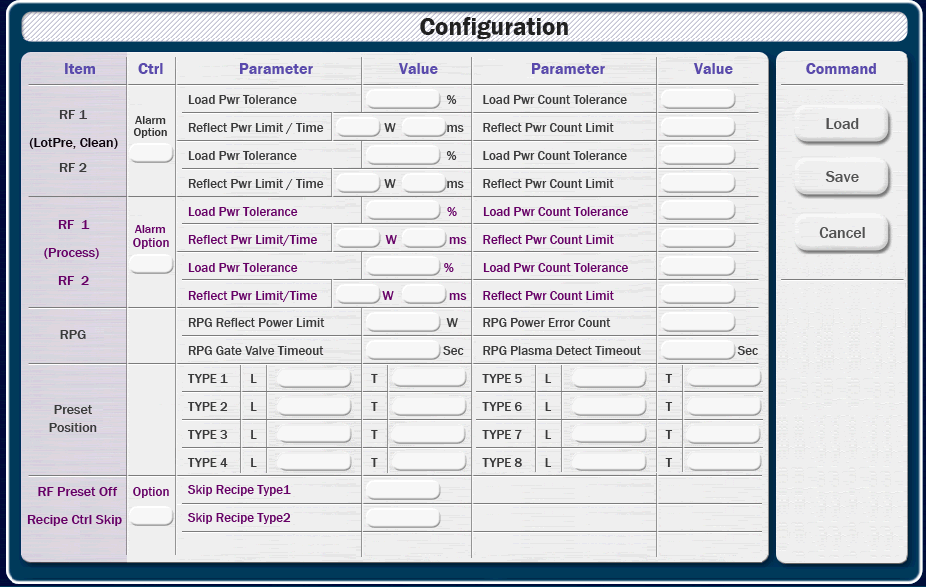 Configuration
Item Ctrl Parameter Value Parameter Value Command
RF 1
(LotPre, Clean)
RF 2
Alarm
Option
Load Pwr Tolerance % Load Pwr Count Tolerance
Reflect Pwr Limit / Time W ms Reflect Pwr Count Limit
Load Pwr Tolerance % Load Pwr Count Tolerance
Reflect Pwr Limit / Time W ms Reflect Pwr Count Limit
RF 1
(Process)
RF 2
Alarm
Option
Load Pwr Tolerance % Load Pwr Count Tolerance
Reflect Pwr Limit/Time W ms Reflect Pwr Count Limit
Load Pwr Tolerance % Load Pwr Count Tolerance
Reflect Pwr Limit/Time W ms Reflect Pwr Count Limit
RPG
RPG Reflect Power Limit W RPG Power Error Count
RPG Gate Valve Timeout Sec RPG Plasma Detect Timeout Sec
Preset
Position
TYPE 1 L T TYPE 5 L T
TYPE 2 L T TYPE 6 L T
TYPE 3 L T TYPE 7 L T
TYPE 4 L T TYPE 8 L T
RF Preset Off Option Skip Recipe Type1
Recipe Ctrl Skip Skip Recipe Type2
Load
Save
Cancel